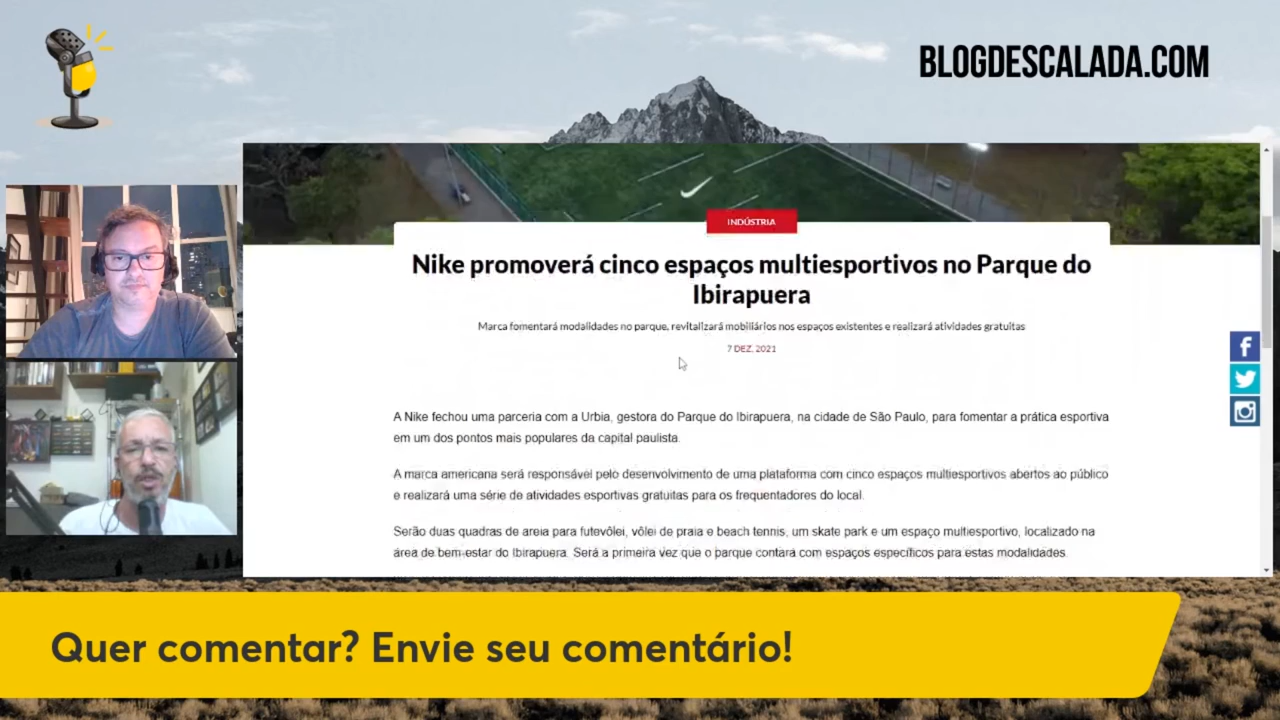 BLOGDESCALADA.COM
INDÚSTRIA
Nike promoverá cinco espaços multiesportivos no Parque do
Ibirapuera
Marca fomentará modalidades no parque, revitalizará mobiliários nos espaços existentes e realizará atividades gratuitas
7 DEZ, 2021
A Nike fechou uma parceria com a Urbia, gestora do Parque do Ibirapuera, na cidade de São Paulo, para fomentar a prática esportiva
em um dos pontos mais populares da capital paulista.
A marca americana será responsável pelo desenvolvimento de uma plataforma com cinco espaços multiesportivos abertos ao público
e realizará uma série de atividades esportivas gratuitas para os frequentadores do local.
Serão duas quadras de areia para futevôlei, vôlei de praia e beach tennis, um skate park e um espaço multiesportivo, localizado na
área de bem-estar do Ibirapuera. Será a primeira vez que o parque contará com espaços específicos para estas modalidades.
Quer comentar? Envie seu comentário!